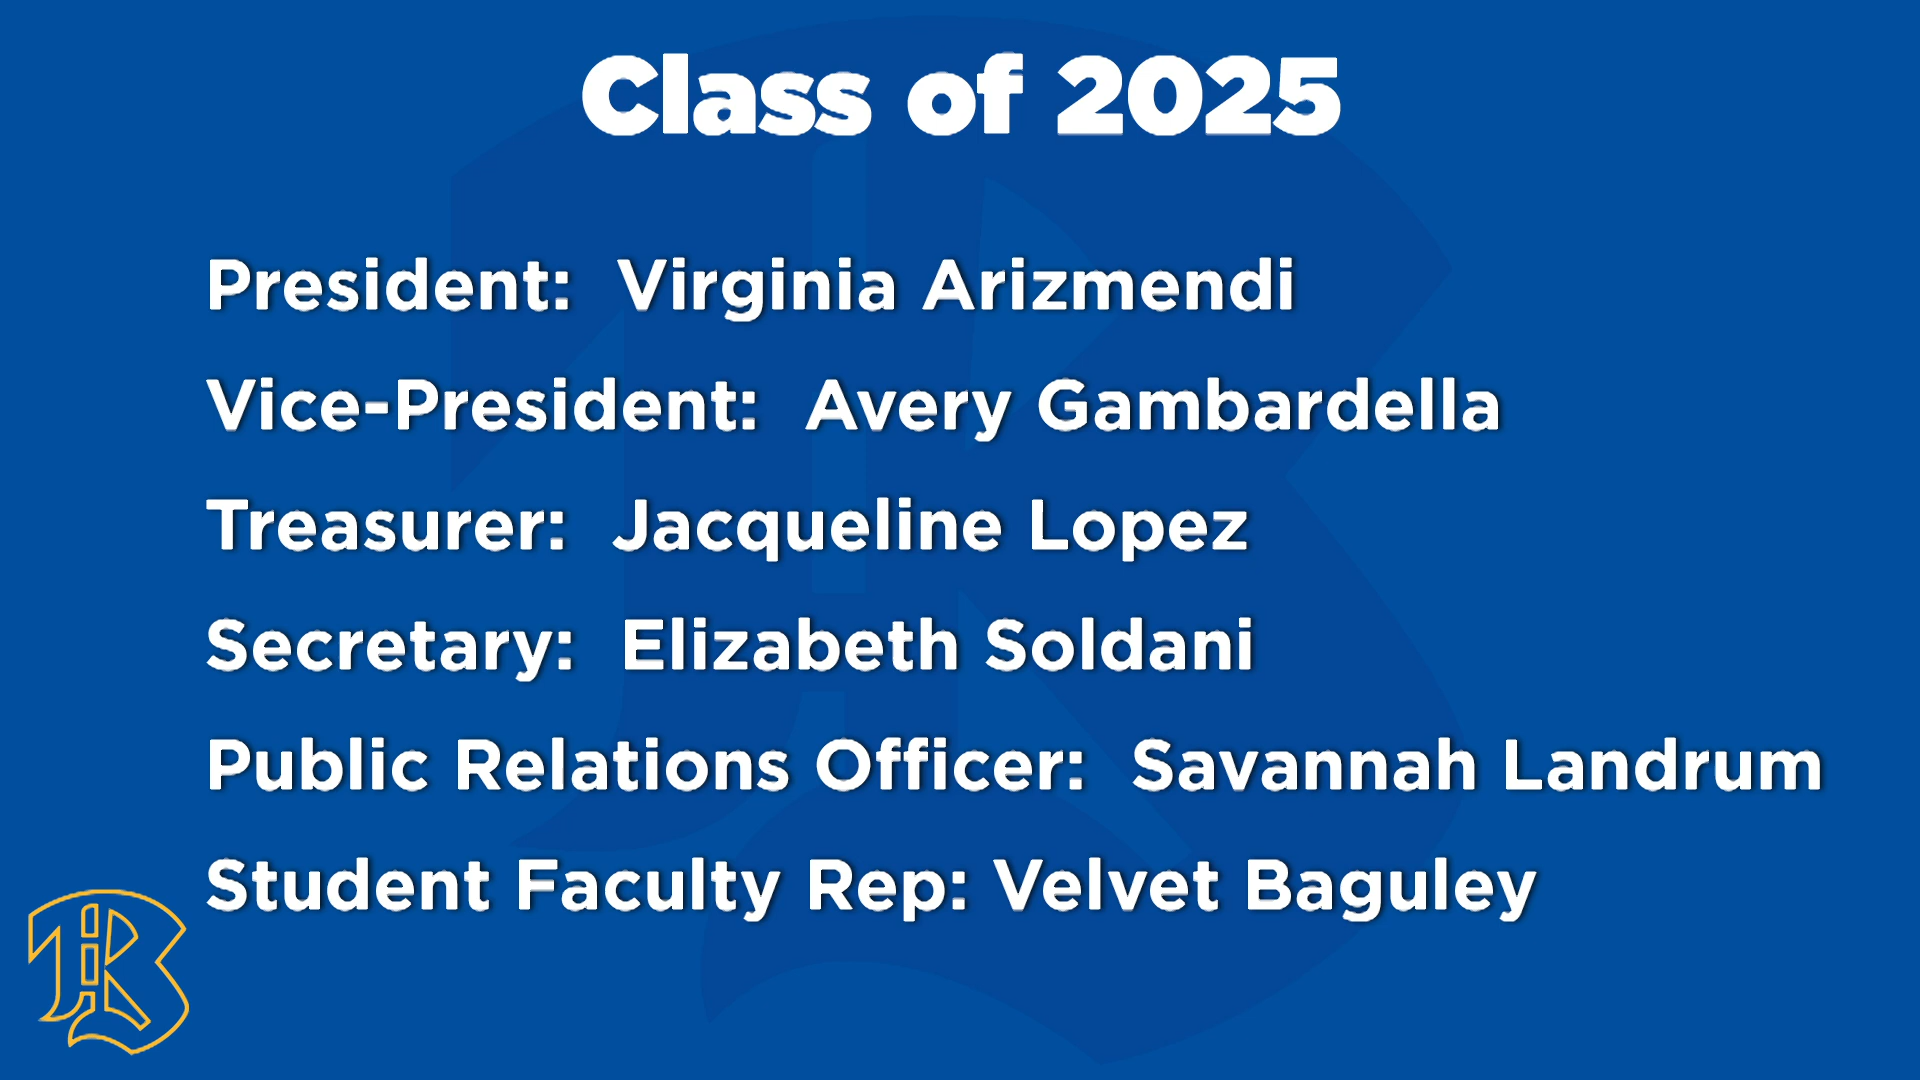 Class of 2025
President: Virginia Arizmendi
Vice-President: Avery Gambardella
Treasurer: Jacqueline Lopez
Secretary: Elizabeth Soldani
Public Relations Officer: Savannah Landrum
Student Faculty Rep: Velvet Baguley
B